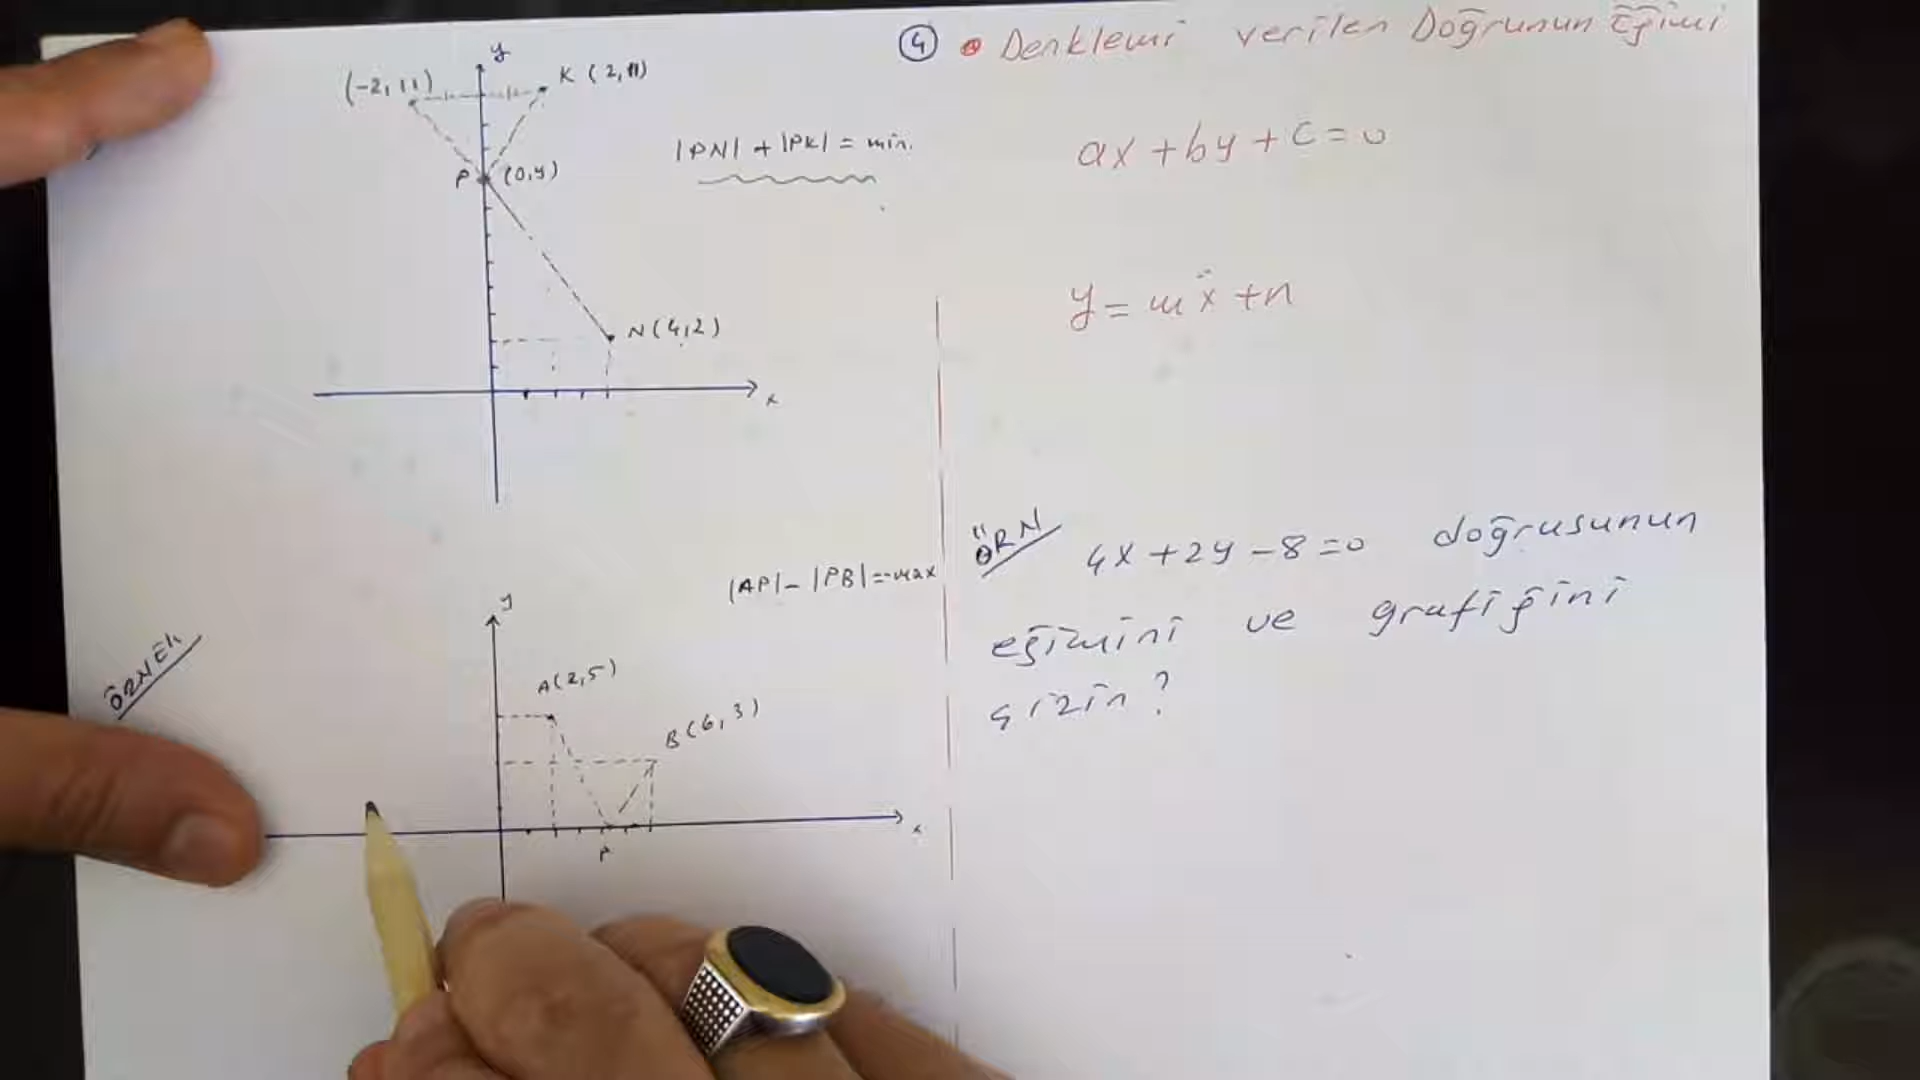 y
(-2, 11)
K (2, 11)
P (0,y)
|PN| + |PK| = min.
N(4,2)
x
|AP| - |PB| = max
ÖRNEK
y
A(2,5)
B(6,3)
P
x
④ Denklemi verilen Doğrunun Eğimi
ax + by + c = 0
y = mx + n
ÖRN
4x + 2y - 8 = 0 doğrusunun
eğimini ve grafiğini
çizin?